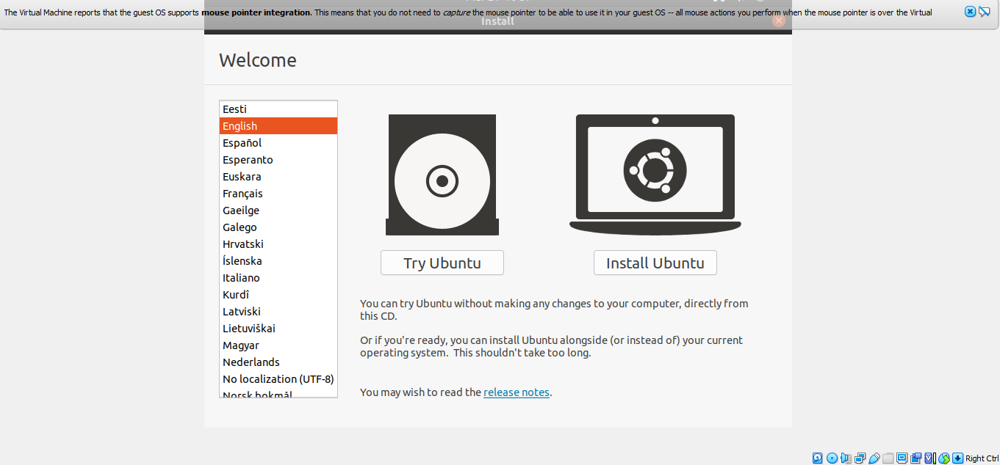 The Virtual Machine reports that the guest OS supports mouse pointer integration. This means that you do not need to capture the mouse pointer to be able to use it in your guest OS -- all mouse actions you perform when the mouse pointer is over the Virtual
Install
Welcome
Eesti
English
Español
Esperanto
Euskara
Français
Gaeilge
Galego
Hrvatski
Íslenska
Italiano
Kurdî
Latviski
Lietuviškai
Magyar
Nederlands
No localization (UTF-8)
Norsk bokmål
Try Ubuntu
Install Ubuntu
You can try Ubuntu without making any changes to your computer, directly from
this CD.
Or if you're ready, you can install Ubuntu alongside (or instead of) your current
operating system. This shouldn't take too long.
You may wish to read the release notes.
Right Ctrl